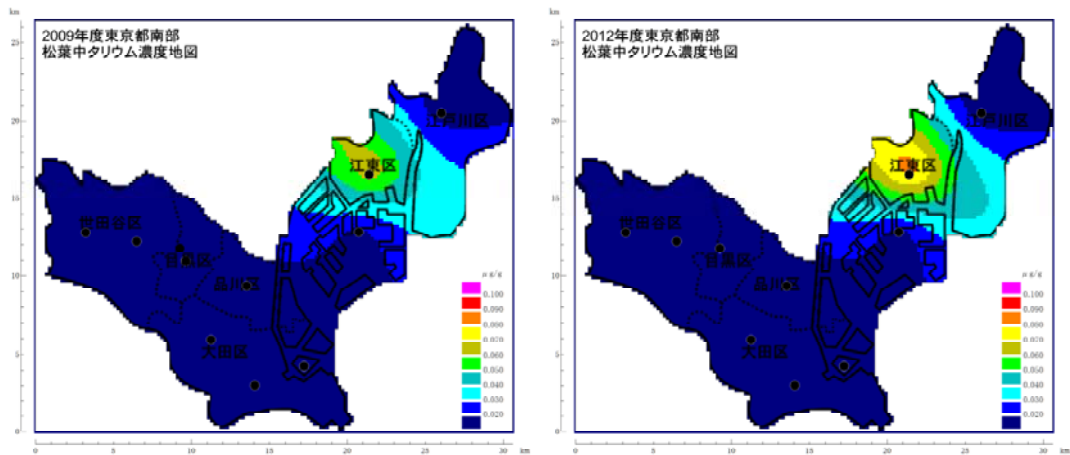 km
2009年度東京都南部
松葉中タリウム濃度地図
25
20
15
10
5
0
江戸川区
江東区
世田谷区
目黒区
品川区
大田区
μ g/g
0.100
0.090
0.080
0.070
0.060
0.050
0.040
0.030
0.020
0
5
10
15
20
25
30
km
km
2012年度東京都南部
松葉中タリウム濃度地図
25
20
15
10
5
0
江戸川区
江東区
世田谷区
目黒区
品川区
大田区
μ g/g
0.100
0.090
0.080
0.070
0.060
0.050
0.040
0.030
0.020
0
5
10
15
20
25
30
km